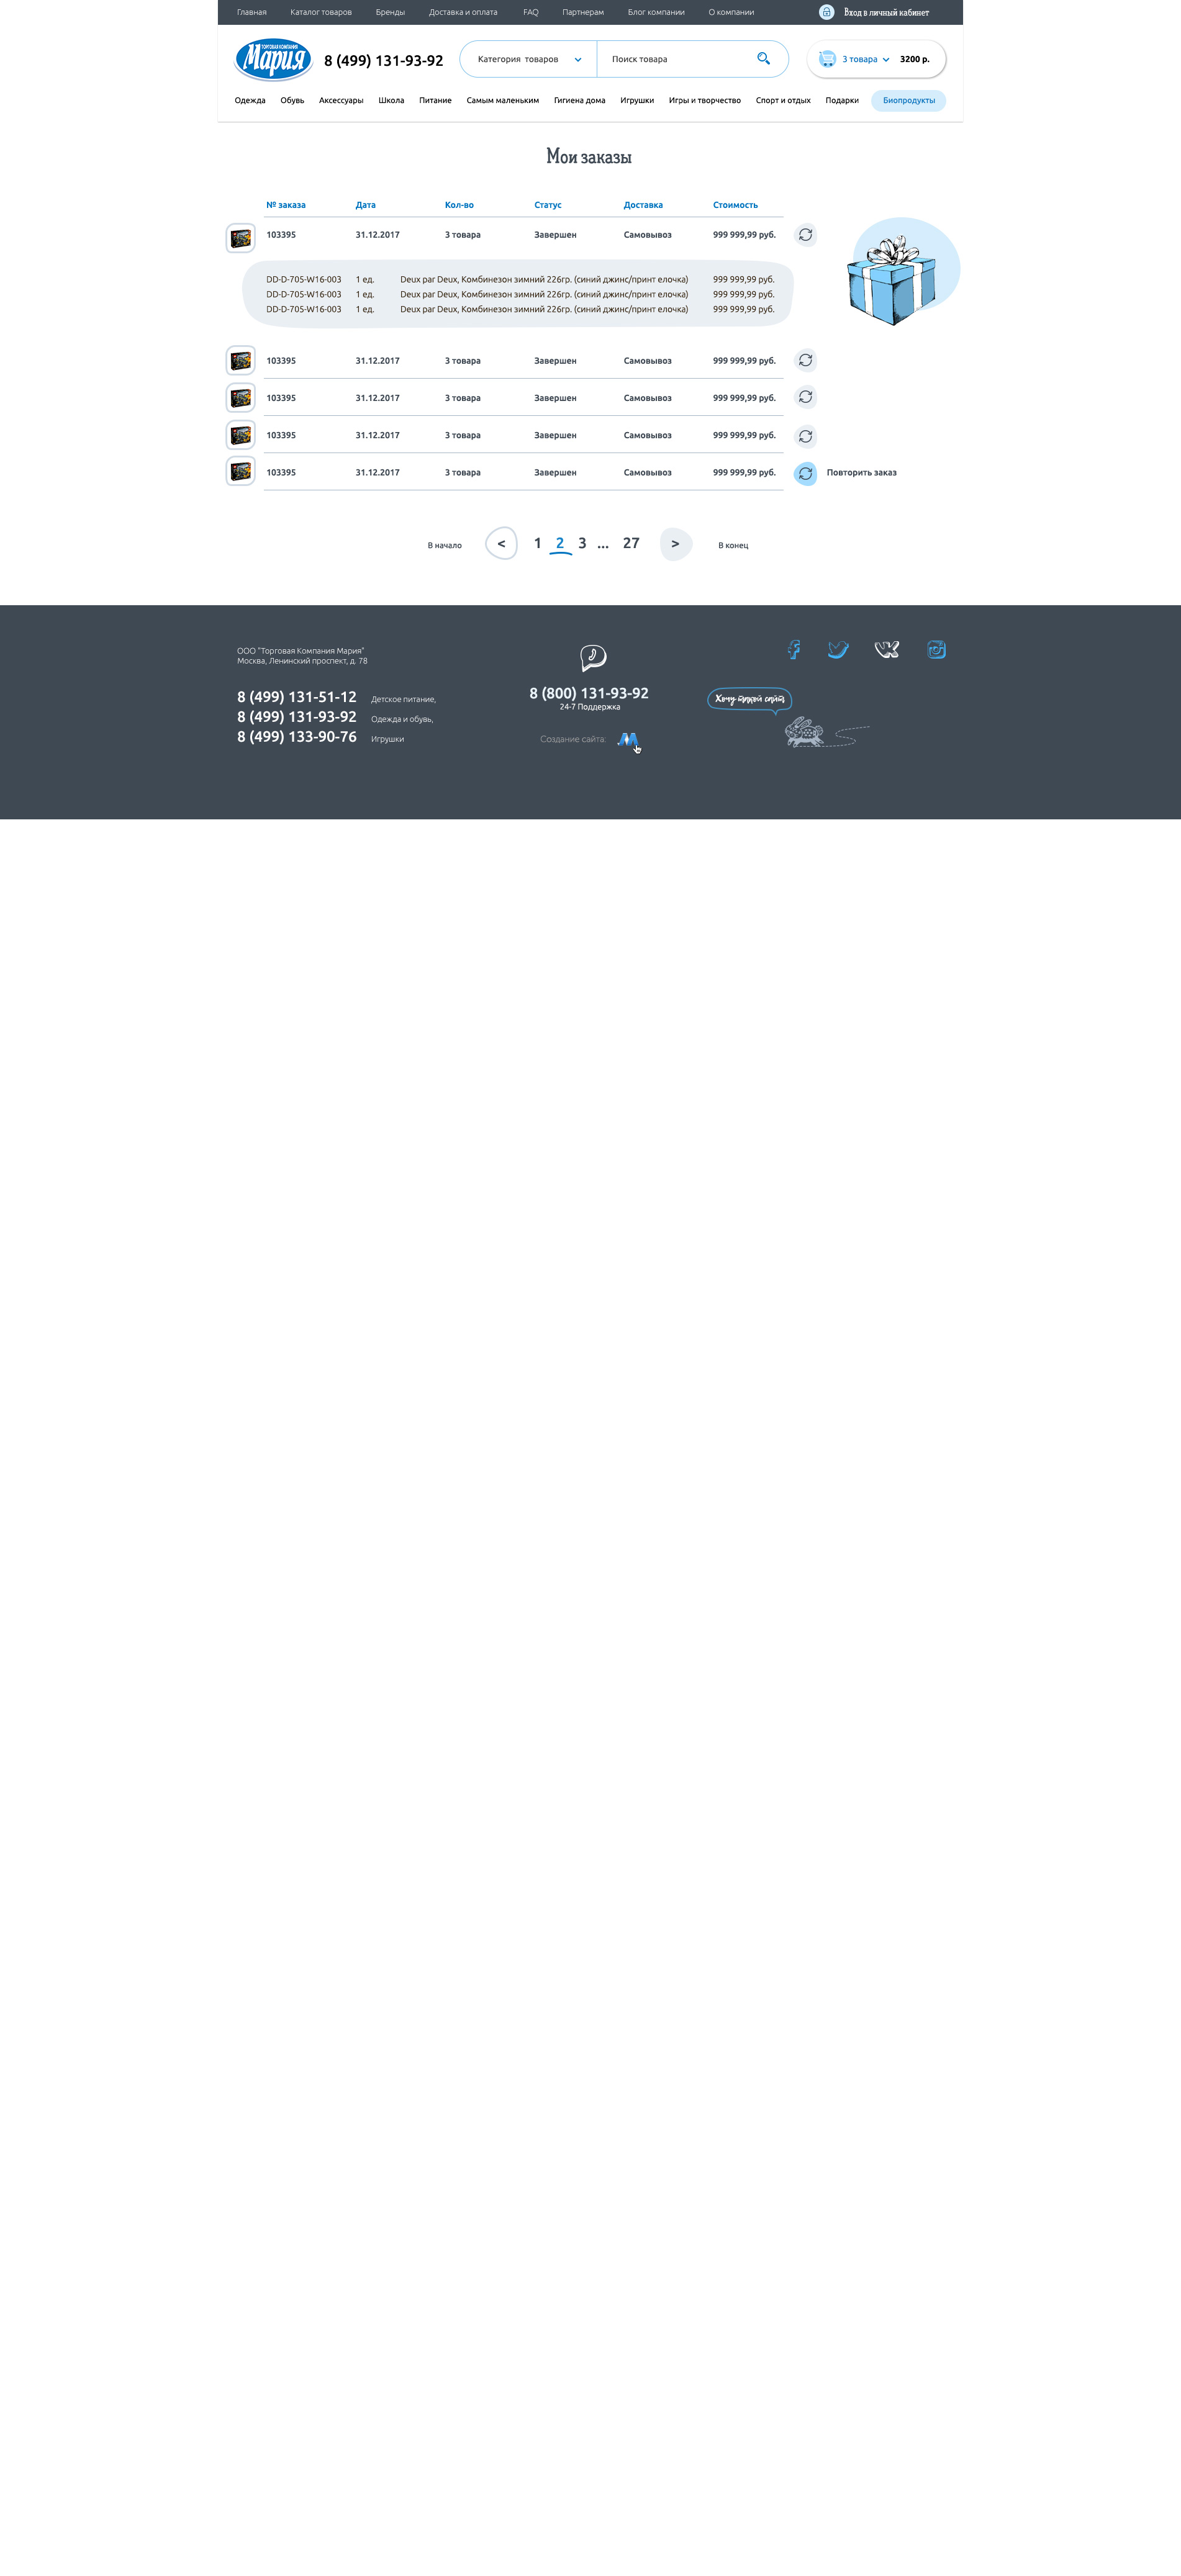 Главная Каталог товаров Бренды Доставка и оплата FAQ Партнерам Блог компании О компании Вход в личный кабинет
ТОРГОВАЯ КОМПАНИЯ
Мария
8 (499) 131-93-92
Категория товаров
Поиск товара
3 товара
3200 р.
Одежда Обувь Аксессуары Школа Питание Самым маленьким Гигиена дома Игрушки Игры и творчество Спорт и отдых Подарки Биопродукты
Мои заказы
№ заказа Дата Кол-во Статус Доставка Стоимость
103395 31.12.2017 3 товара Завершен Самовывоз 999 999,99 руб.
DD-D-705-W16-003 1 ед. Deux par Deux, Комбинезон зимний 226гр. (синий джинс/принт елочка) 999 999,99 руб.
DD-D-705-W16-003 1 ед. Deux par Deux, Комбинезон зимний 226гр. (синий джинс/принт елочка) 999 999,99 руб.
DD-D-705-W16-003 1 ед. Deux par Deux, Комбинезон зимний 226гр. (синий джинс/принт елочка) 999 999,99 руб.
103395 31.12.2017 3 товара Завершен Самовывоз 999 999,99 руб.
103395 31.12.2017 3 товара Завершен Самовывоз 999 999,99 руб.
103395 31.12.2017 3 товара Завершен Самовывоз 999 999,99 руб.
103395 31.12.2017 3 товара Завершен Самовывоз 999 999,99 руб. Повторить заказ
В начало < 1 2 3 ... 27 > В конец
ООО "Торговая Компания Мария"
Москва, Ленинский проспект, д. 78
8 (499) 131-51-12 Детское питание,
8 (499) 131-93-92 Одежда и обувь,
8 (499) 133-90-76 Игрушки
8 (800) 131-93-92
24-7 Поддержка
Создание сайта:
Хочу такой сайт